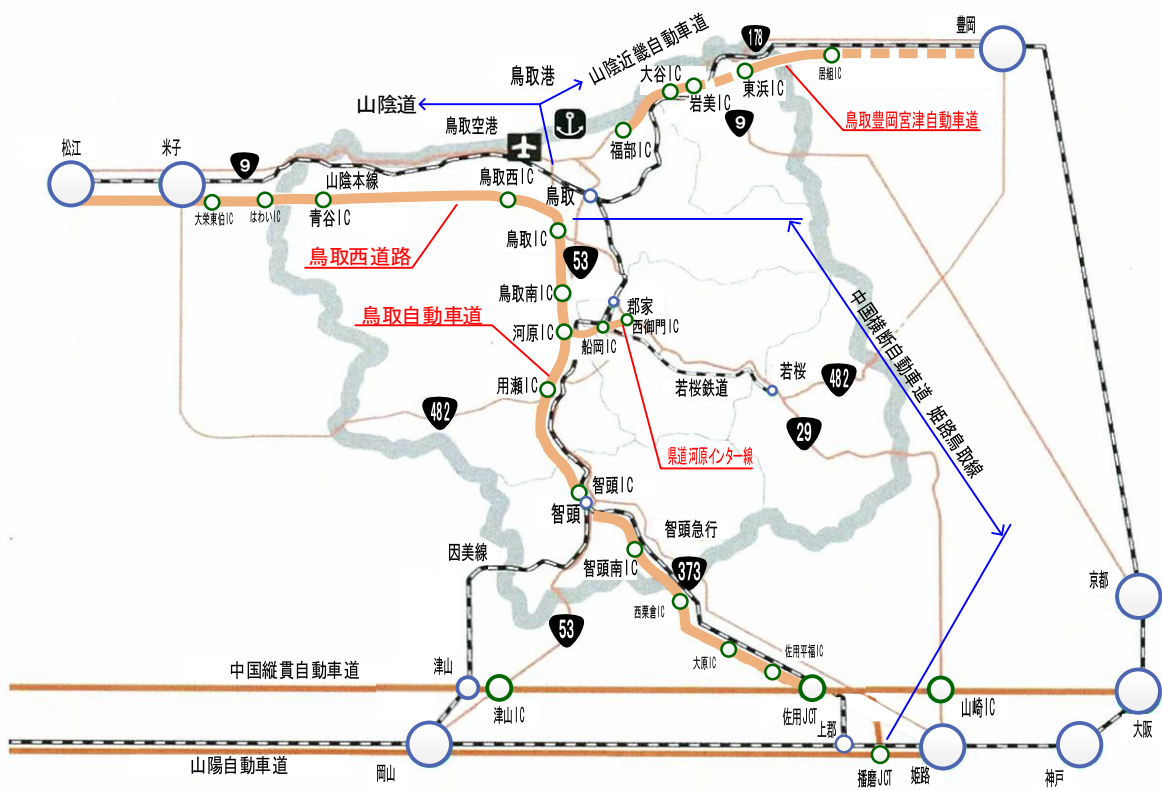 豊岡
178
山陰近畿自動車道
鳥取港
大谷IC
居組IC
東浜IC
岩美IC
山陰道
鳥取豊岡宮津自動車道
9
鳥取空港
福部IC
松江
米子
9
山陰本線
鳥取西IC
鳥取
大栄東伯IC
はわいIC
青谷IC
鳥取IC
鳥取西道路
53
鳥取南IC
中国横断自動車道 姫路鳥取線
郡家
鳥取自動車道
西御門IC
河原IC
船岡IC
若桜
482
用瀬IC
若桜鉄道
482
29
県道河原インター線
智頭IC
智頭
智頭急行
因美線
智頭南IC
373
京都
西粟倉IC
53
佐用平福IC
大原IC
中国縦貫自動車道
津山
津山IC
佐用JCT
山崎IC
上郡
大阪
山陽自動車道
岡山
播磨JCT
姫路
神戸